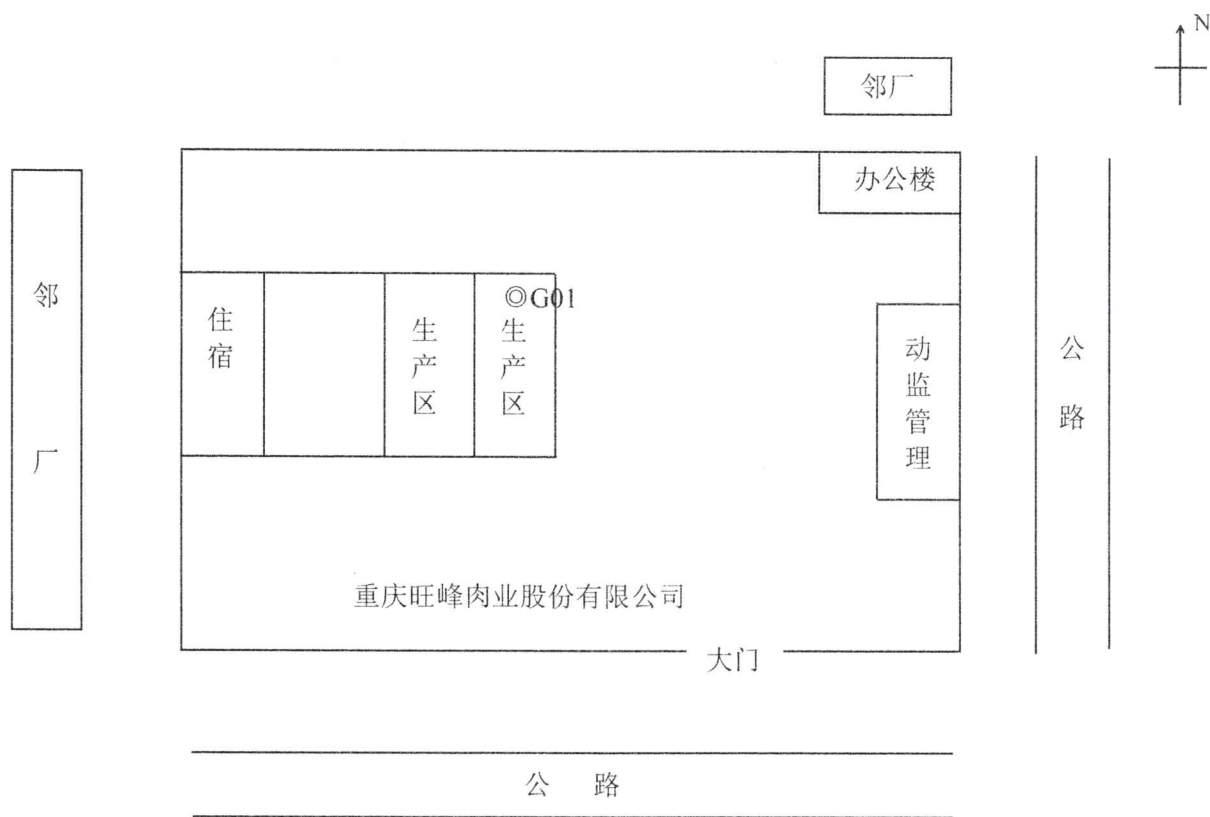 N
邻厂
办公楼
邻厂
住宿
生产区
◎G01
生产区
动监管理
公路
重庆旺峰肉业股份有限公司
大门
公 路